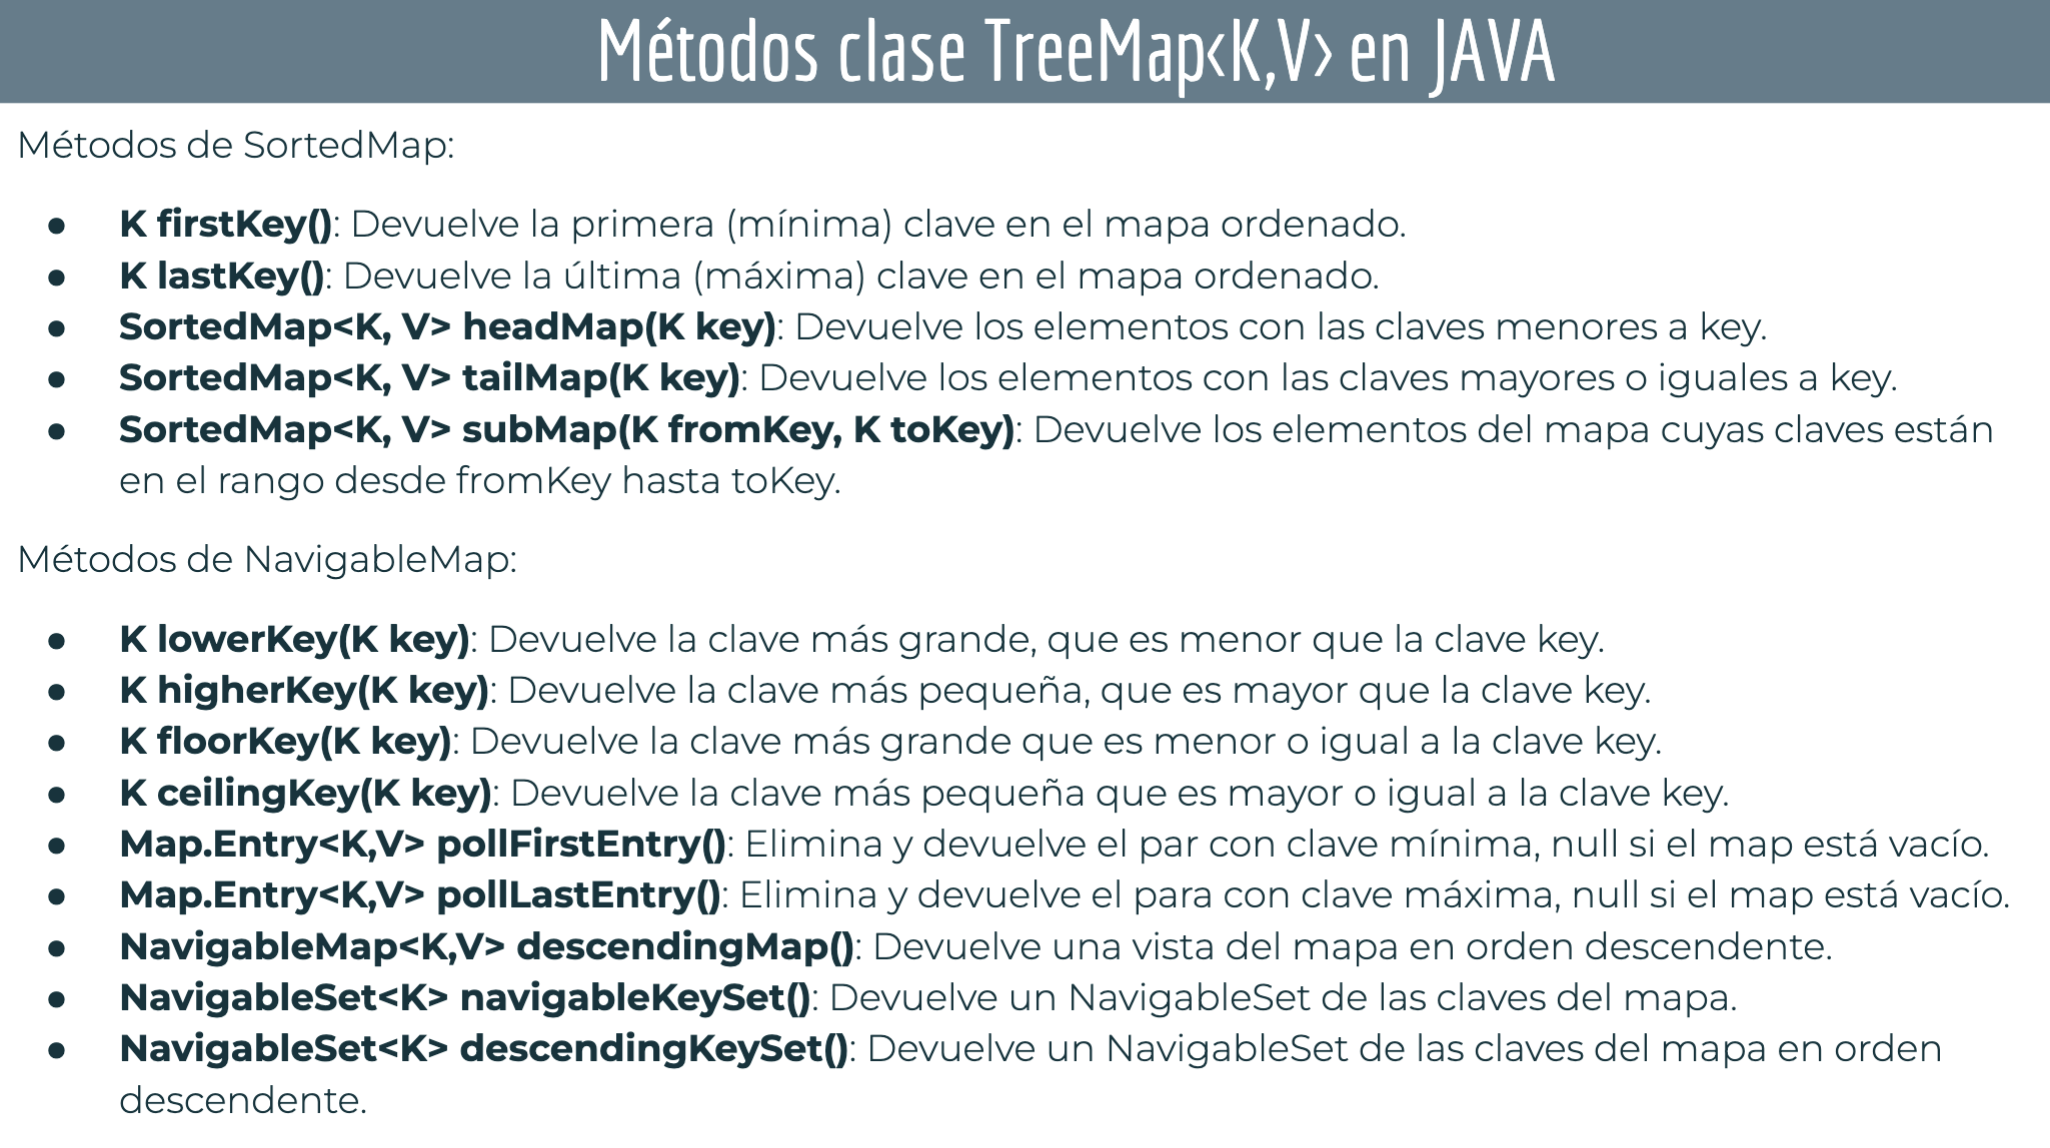 Métodos clase TreeMap<K,V> en JAVA
Métodos de SortedMap:
● K firstKey(): Devuelve la primera (mínima) clave en el mapa ordenado.
● K lastKey(): Devuelve la última (máxima) clave en el mapa ordenado.
● SortedMap<K, V> headMap(K key): Devuelve los elementos con las claves menores a key.
● SortedMap<K, V> tailMap(K key): Devuelve los elementos con las claves mayores o iguales a key.
● SortedMap<K, V> subMap(K fromKey, K toKey): Devuelve los elementos del mapa cuyas claves están
en el rango desde fromKey hasta toKey.
Métodos de NavigableMap:
● K lowerKey(K key): Devuelve la clave más grande, que es menor que la clave key.
● K higherKey(K key): Devuelve la clave más pequeña, que es mayor que la clave key.
● K floorKey(K key): Devuelve la clave más grande que es menor o igual a la clave key.
● K ceilingKey(K key): Devuelve la clave más pequeña que es mayor o igual a la clave key.
● Map.Entry<K,V> pollFirstEntry(): Elimina y devuelve el par con clave mínima, null si el map está vacío.
● Map.Entry<K,V> pollLastEntry(): Elimina y devuelve el para con clave máxima, null si el map está vacío.
● NavigableMap<K,V> descendingMap(): Devuelve una vista del mapa en orden descendente.
● NavigableSet<K> navigableKeySet(): Devuelve un NavigableSet de las claves del mapa.
● NavigableSet<K> descendingKeySet(): Devuelve un NavigableSet de las claves del mapa en orden
descendente.